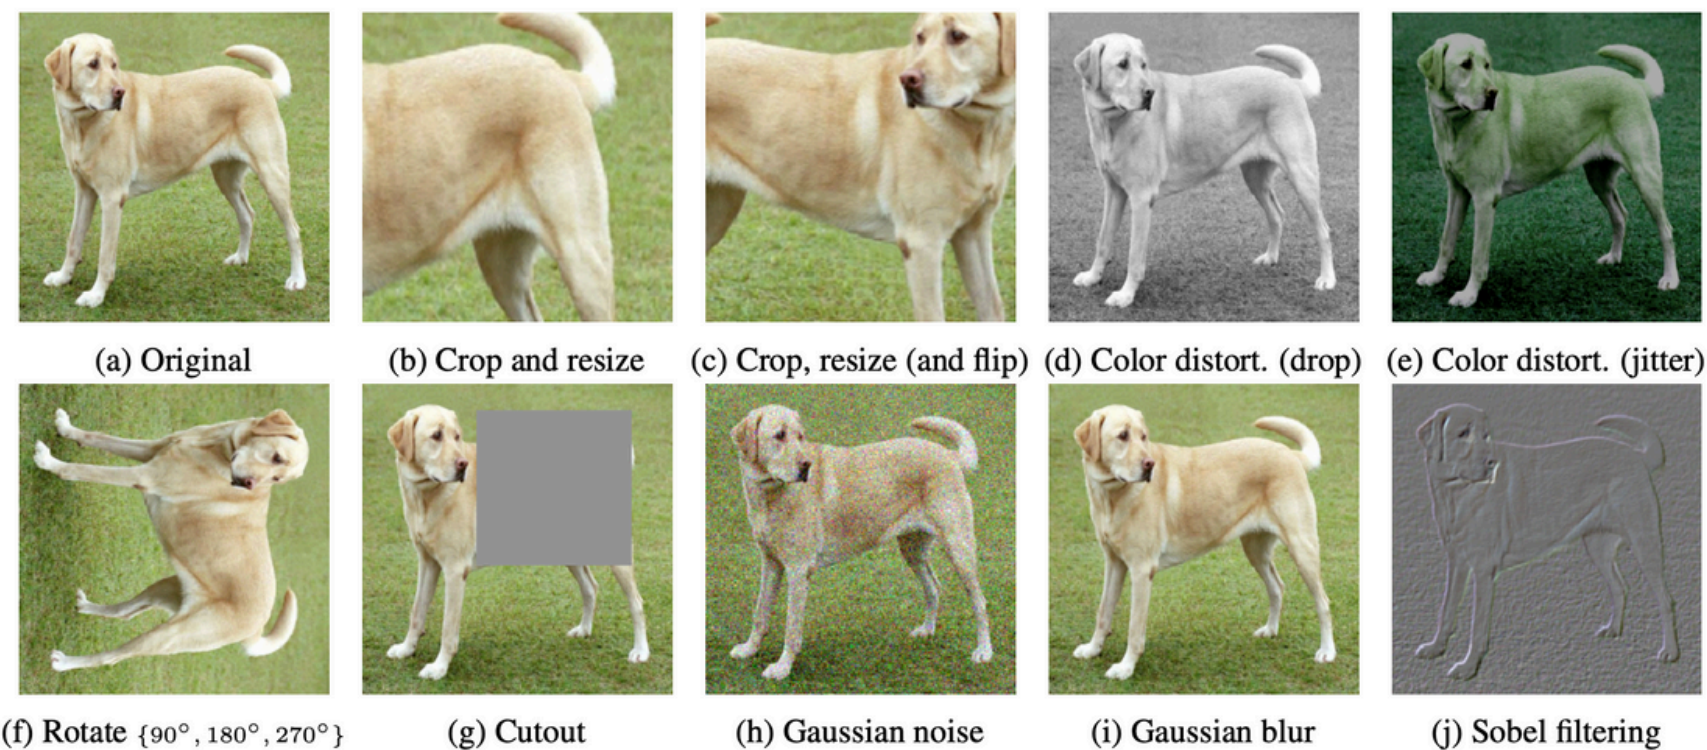 (a) Original
(b) Crop and resize
(c) Crop, resize (and flip)
(d) Color distort. (drop)
(e) Color distort. (jitter)
(f) Rotate {90°, 180°, 270°}
(g) Cutout
(h) Gaussian noise
(i) Gaussian blur
(j) Sobel filtering